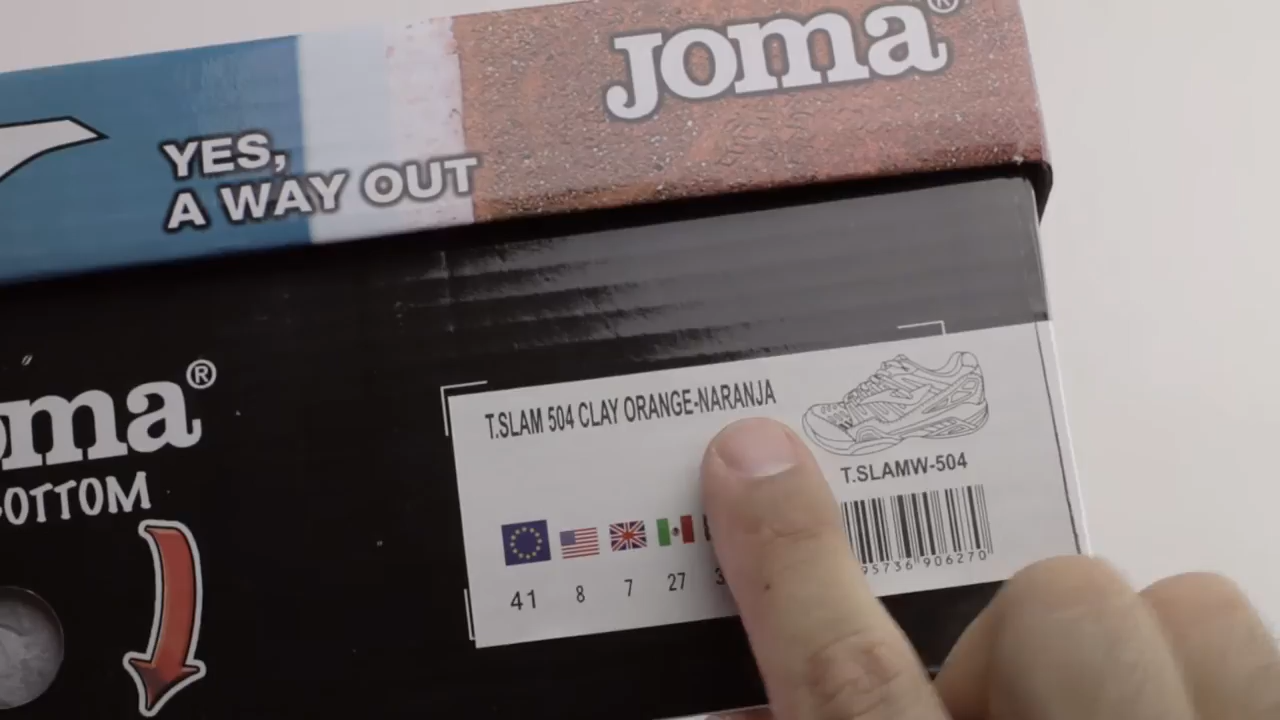 Joma®
YES,
A WAY OUT
oma®
OTTOM
T.SLAM 504 CLAY ORANGE-NARANJA
T.SLAMW-504
41 8 7 27
95736 906270